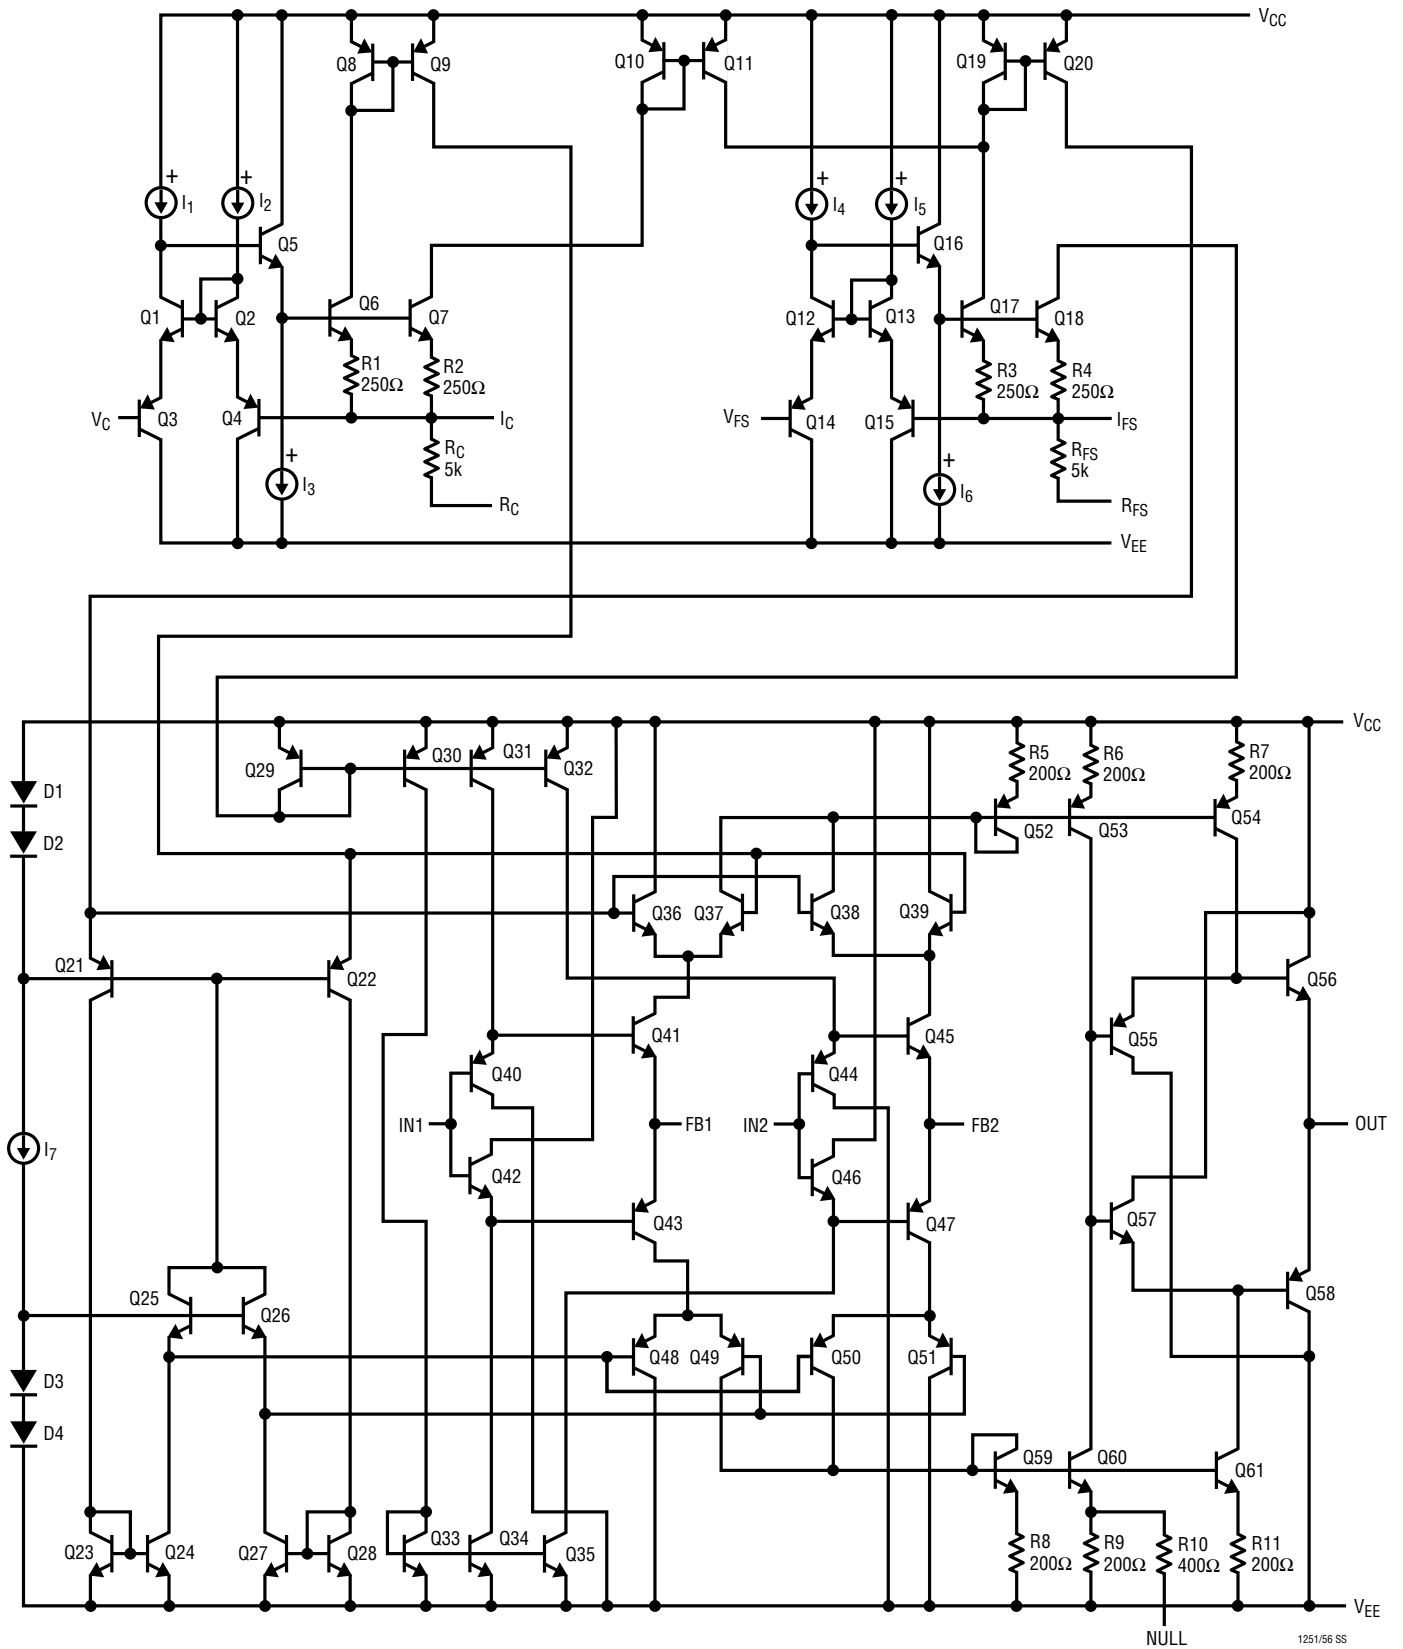 VCC
Q8
Q9
Q10
Q11
Q19
Q20
+
I1
+
I2
+
I4
+
I5
Q5
Q16
Q1
Q2
Q6
Q7
Q12
Q13
Q17
Q18
R1
250Ω
R2
250Ω
R3
250Ω
R4
250Ω
VC
Q3
Q4
IC
VFS
Q14
Q15
IFS
RC
5k
RFS
5k
+
I3
+
I6
RC
RFS
VEE
VCC
Q29
Q30
Q31
Q32
R5
200Ω
R6
200Ω
R7
200Ω
D1
D2
Q52
Q53
Q54
Q36
Q37
Q38
Q39
Q21
Q22
Q56
Q41
Q45
Q55
Q40
Q44
IN1
FB1
IN2
FB2
OUT
I7
Q42
Q46
Q43
Q47
Q57
Q25
Q26
Q58
Q48
Q49
Q50
Q51
D3
D4
Q59
Q60
Q61
Q23
Q24
Q27
Q28
Q33
Q34
Q35
R8
200Ω
R9
200Ω
R10
400Ω
R11
200Ω
VEE
NULL
1251/56 SS